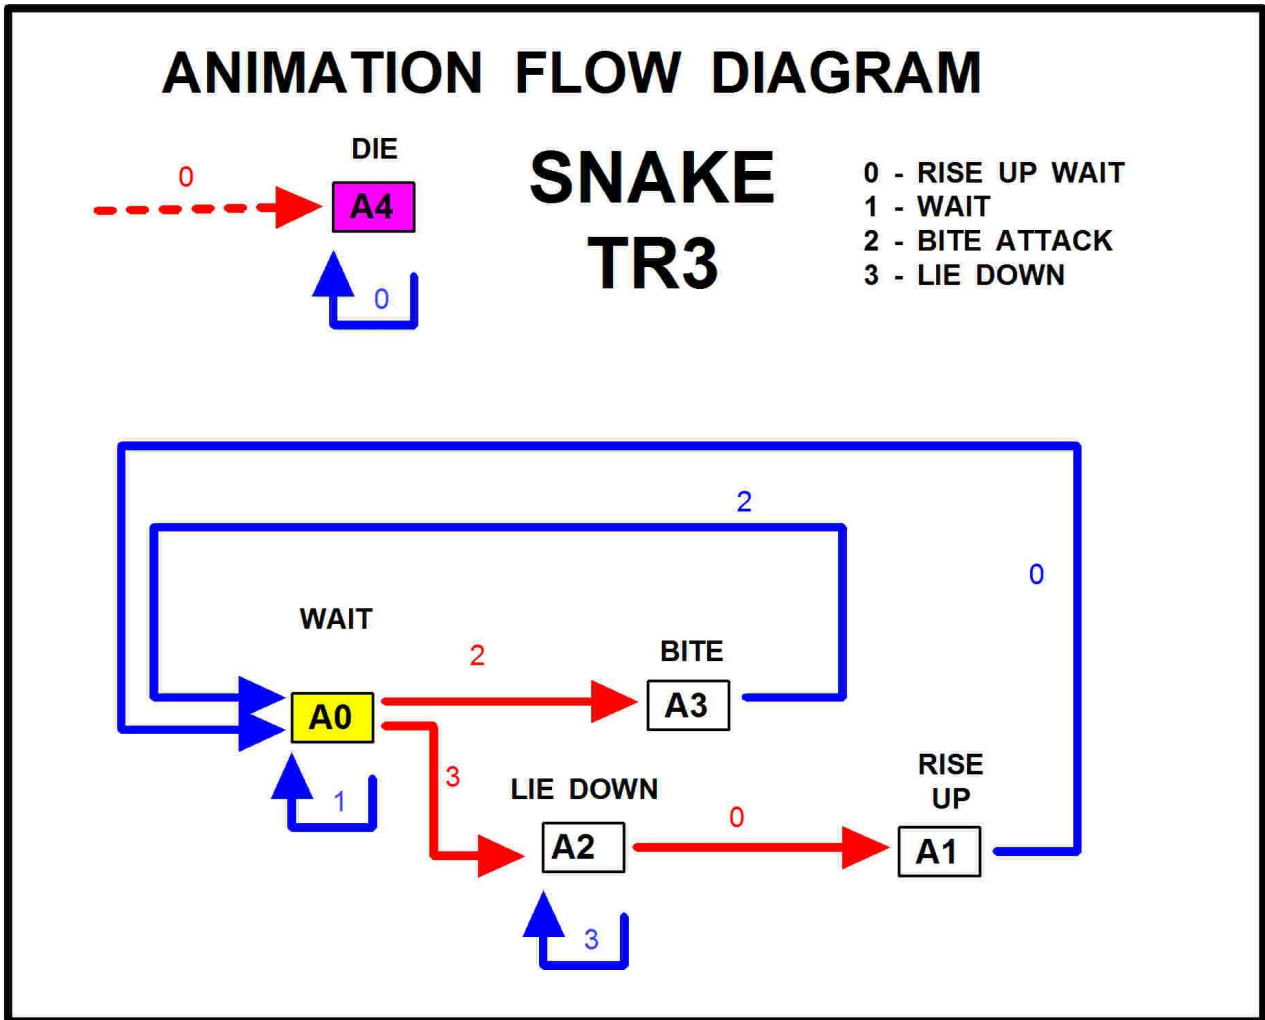 ANIMATION FLOW DIAGRAM
DIE
0
A4
0
SNAKE
TR3
0 - RISE UP WAIT
1 - WAIT
2 - BITE ATTACK
3 - LIE DOWN
2
0
WAIT
2
BITE
A0
A3
1
3
LIE DOWN
0
RISE
UP
A2
A1
3